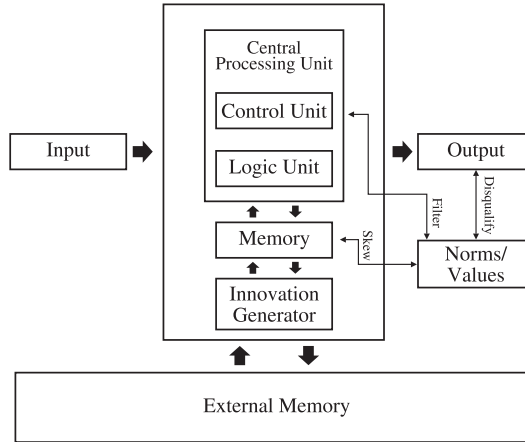 Central
Processing Unit
Control Unit
Input
Output
Logic Unit
Disqualify
Filter
Memory
Skew
Norms/
Values
Innovation
Generator
External Memory